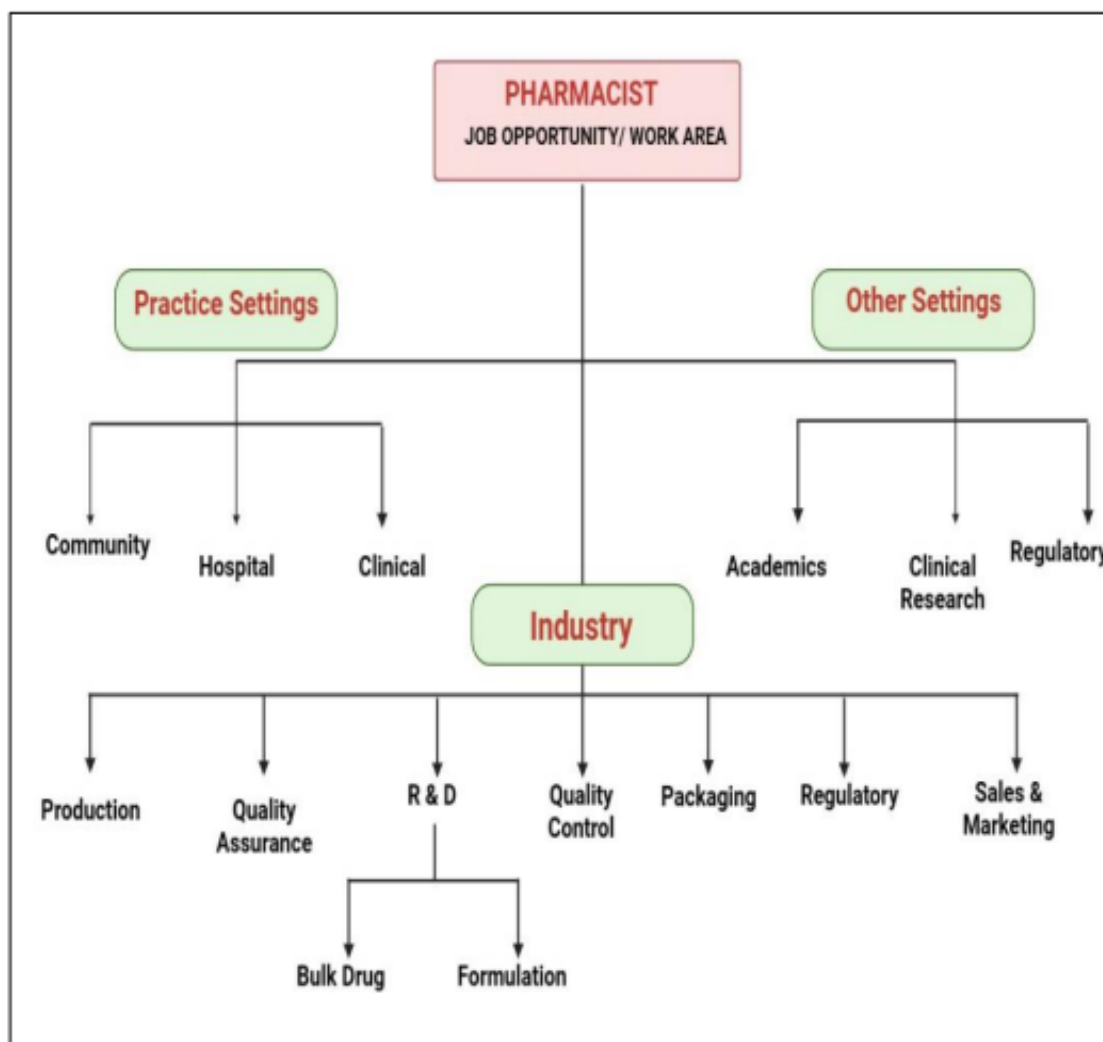 PHARMACIST
JOB OPPORTUNITY/ WORK AREA
Practice Settings
Other Settings
Community
Hospital
Clinical
Academics
Clinical
Research
Regulatory
Industry
Production
Quality
Assurance
R & D
Quality
Control
Packaging
Regulatory
Sales &
Marketing
Bulk Drug
Formulation